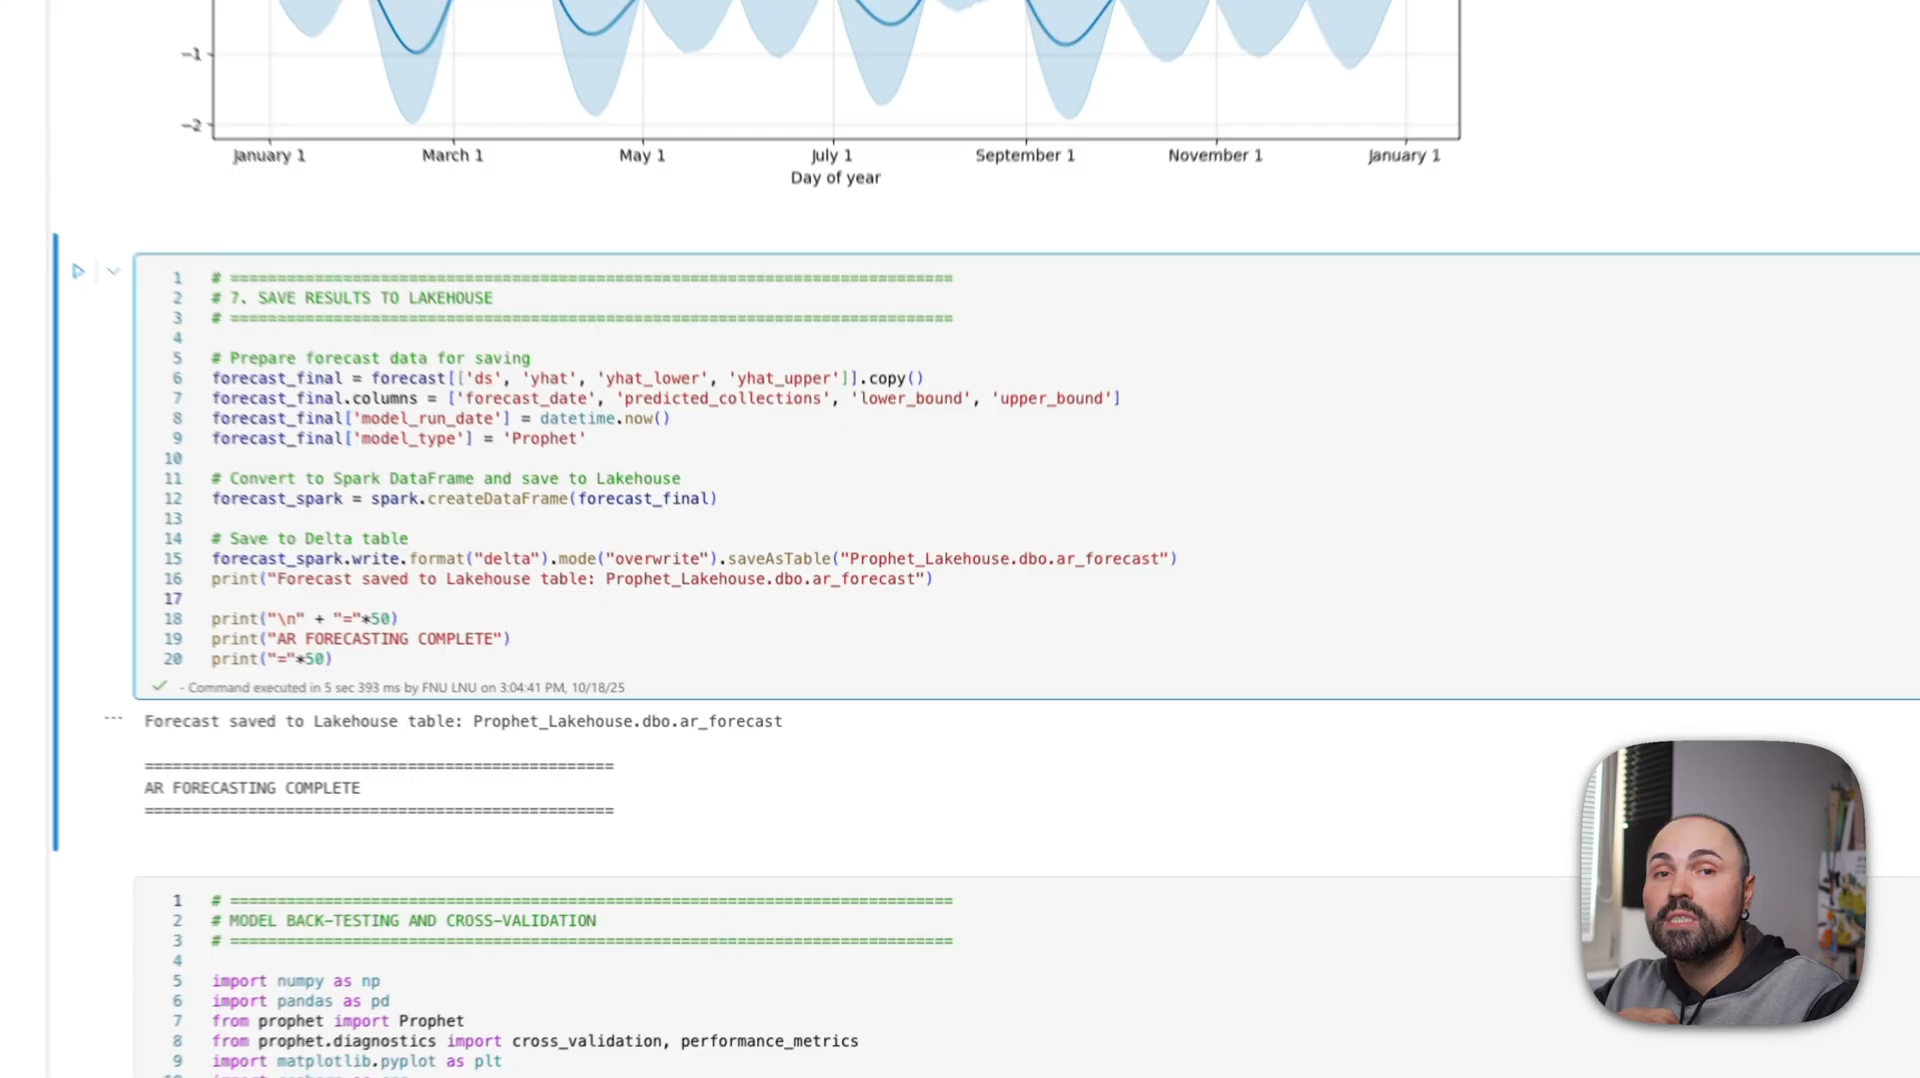 −1
−2
January 1 March 1 May 1 July 1 September 1 November 1 January 1
Day of year
1 # =============================================================================
2 # 7. SAVE RESULTS TO LAKEHOUSE
3 # =============================================================================
4
5 # Prepare forecast data for saving
6 forecast_final = forecast[['ds', 'yhat', 'yhat_lower', 'yhat_upper']].copy()
7 forecast_final.columns = ['forecast_date', 'predicted_collections', 'lower_bound', 'upper_bound']
8 forecast_final['model_run_date'] = datetime.now()
9 forecast_final['model_type'] = 'Prophet'
10
11 # Convert to Spark DataFrame and save to Lakehouse
12 forecast_spark = spark.createDataFrame(forecast_final)
13
14 # Save to Delta table
15 forecast_spark.write.format("delta").mode("overwrite").saveAsTable("Prophet_Lakehouse.dbo.ar_forecast")
16 print("Forecast saved to Lakehouse table: Prophet_Lakehouse.dbo.ar_forecast")
17
18 print("\n" + "="*50)
19 print("AR FORECASTING COMPLETE")
20 print("="*50)
- Command executed in 5 sec 393 ms by FNU LNU on 3:04:41 PM, 10/18/25
Forecast saved to Lakehouse table: Prophet_Lakehouse.dbo.ar_forecast
==================================================
AR FORECASTING COMPLETE
==================================================
1 # =============================================================================
2 # MODEL BACK-TESTING AND CROSS-VALIDATION
3 # =============================================================================
4
5 import numpy as np
6 import pandas as pd
7 from prophet import Prophet
8 from prophet.diagnostics import cross_validation, performance_metrics
9 import matplotlib.pyplot as plt